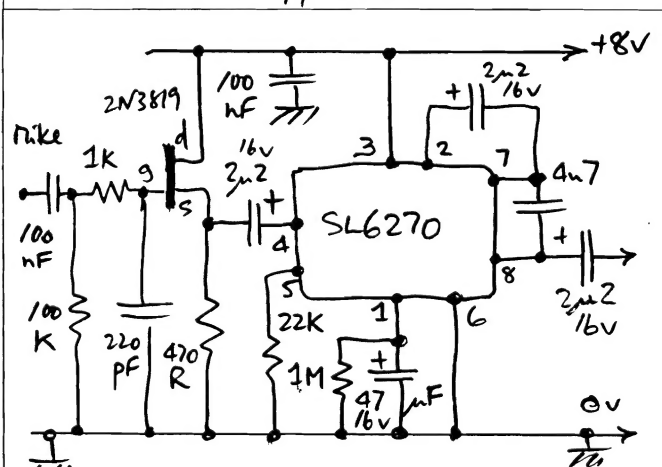 +8V
100
nF
2N3819
d
Mike
1K
g
s
100
nF
16v
2µ2
+
4
3
2
+
2µ2
16v
7
4n7
SL6270
5
8
+
2µ2
16v
1
6
100
K
220
pF
470
R
22K
1M
+
47 µF
16v
0v